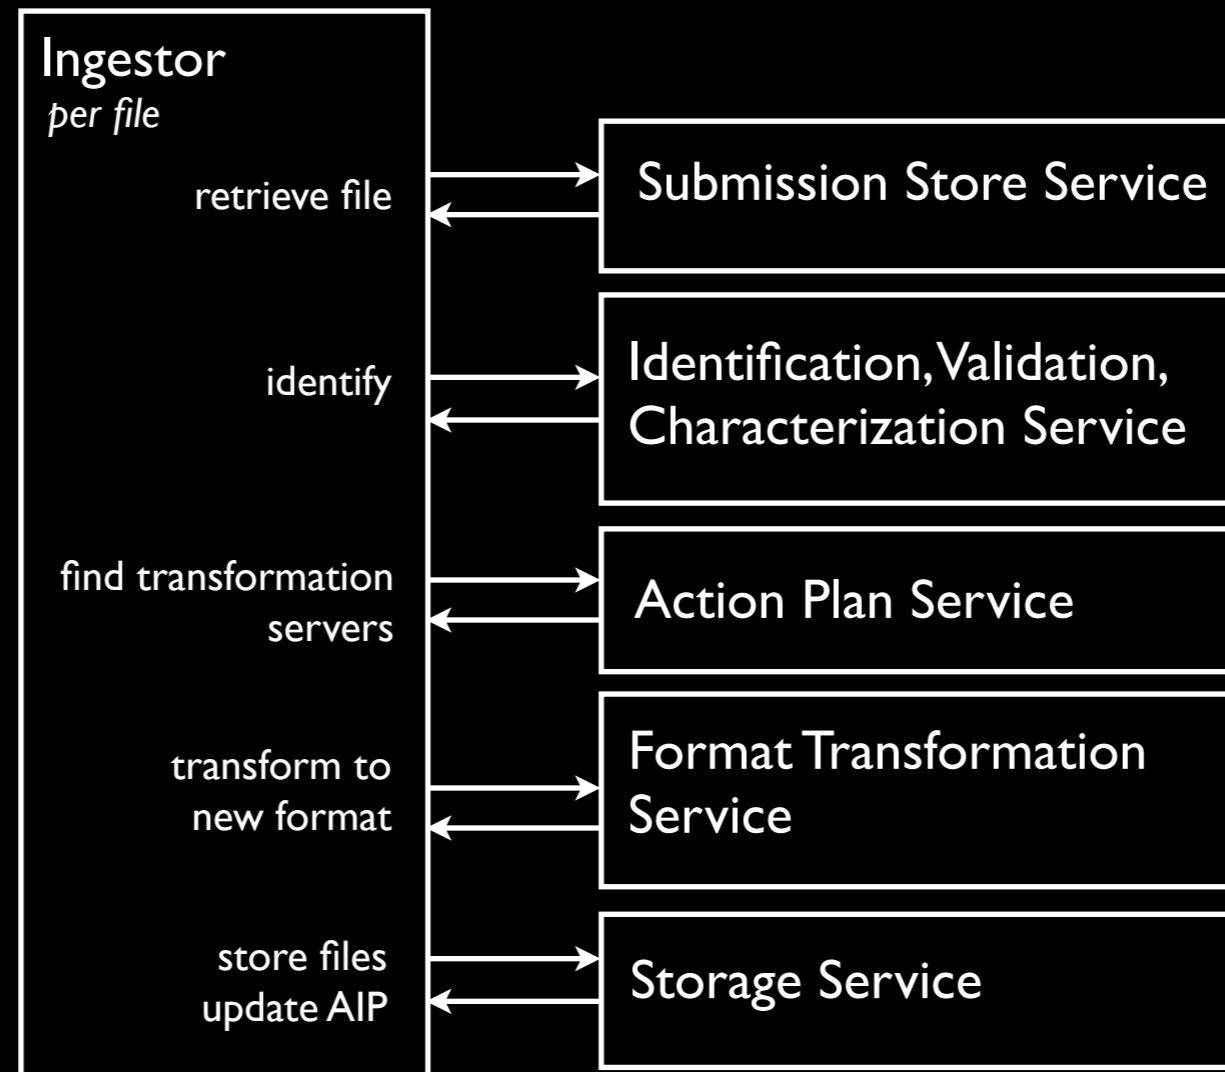 Ingestor
per file
retrieve file
Submission Store Service
identify
Identification, Validation,
Characterization Service
find transformation
servers
Action Plan Service
transform to
new format
Format Transformation
Service
store files
update AIP
Storage Service